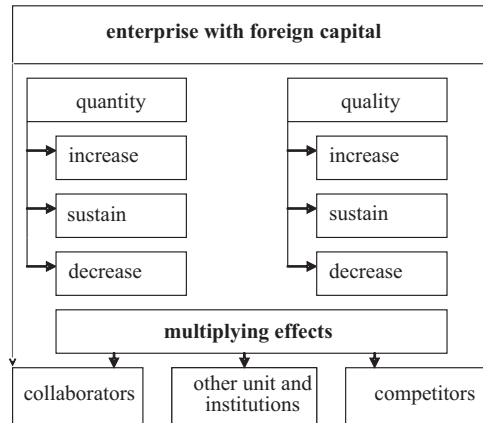 enterprise with foreign capital
quantity
quality
increase
increase
sustain
sustain
decrease
decrease
multiplying effects
collaborators
other unit and
institutions
competitors